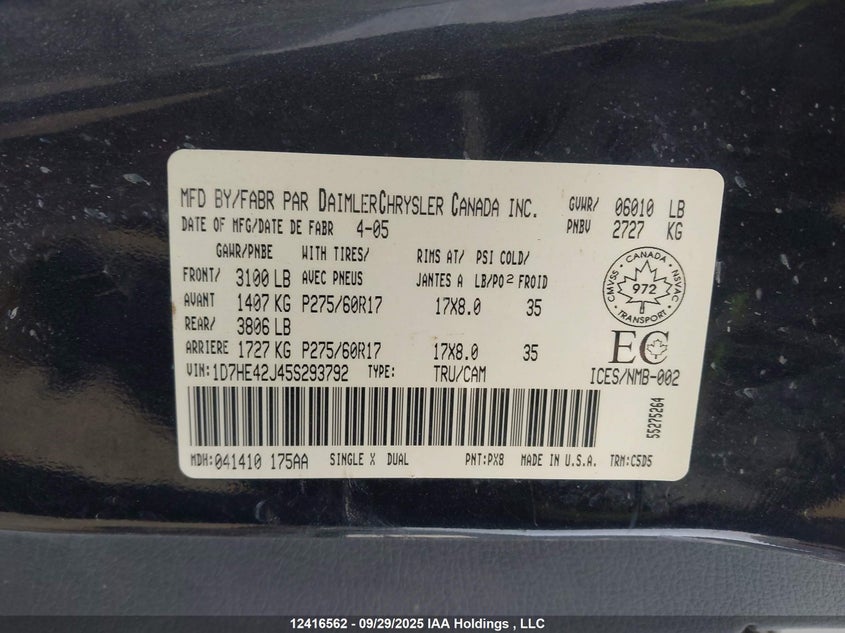 MFD BY/FABR PAR DAIMLERCHRYSLER CANADA INC. GVWR/ 06010 LB
DATE OF MFG/DATE DE FABR 4-05 PNBV 2727 KG
GAWR/PNBE WITH TIRES/ RIMS AT/ PSI COLD/
FRONT/ 3100 LB AVEC PNEUS JANTES A LB/PO2 FROID
AVANT 1407 KG P275/60R17 17X8.0 35
REAR/ 3806 LB
ARRIERE 1727 KG P275/60R17 17X8.0 35
CANADA
CMVSS 972 NSVAC
TRANSPORT
EC
VIN: 1D7HE42J45S293792 TYPE: TRU/CAM ICES/NMB-002
55275264
MDH: 041410 175AA SINGLE X DUAL PNT: PXB MADE IN U.S.A. TRM: C5D5
12416562 - 09/29/2025 IAA Holdings , LLC